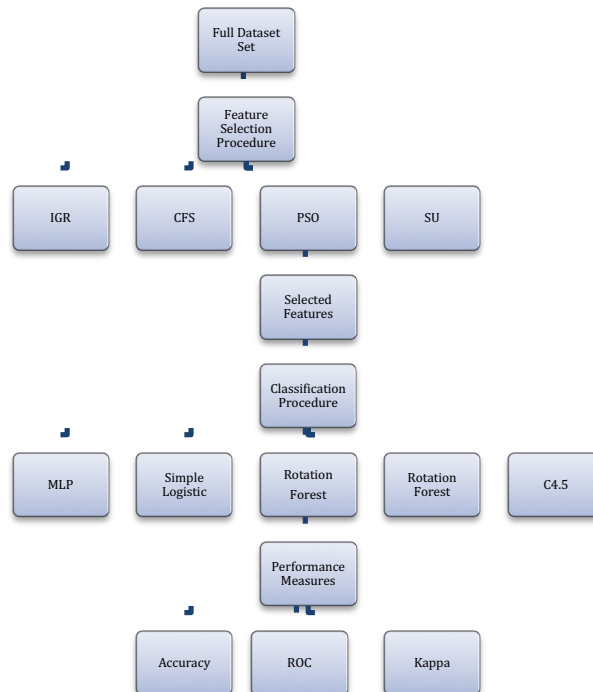 Full Dataset
Set
Feature
Selection
Procedure
IGR
CFS
PSO
SU
Selected
Features
Classification
Procedure
MLP
Simple
Logistic
Rotation
Forest
Rotation
Forest
C4.5
Performance
Measures
Accuracy
ROC
Kappa